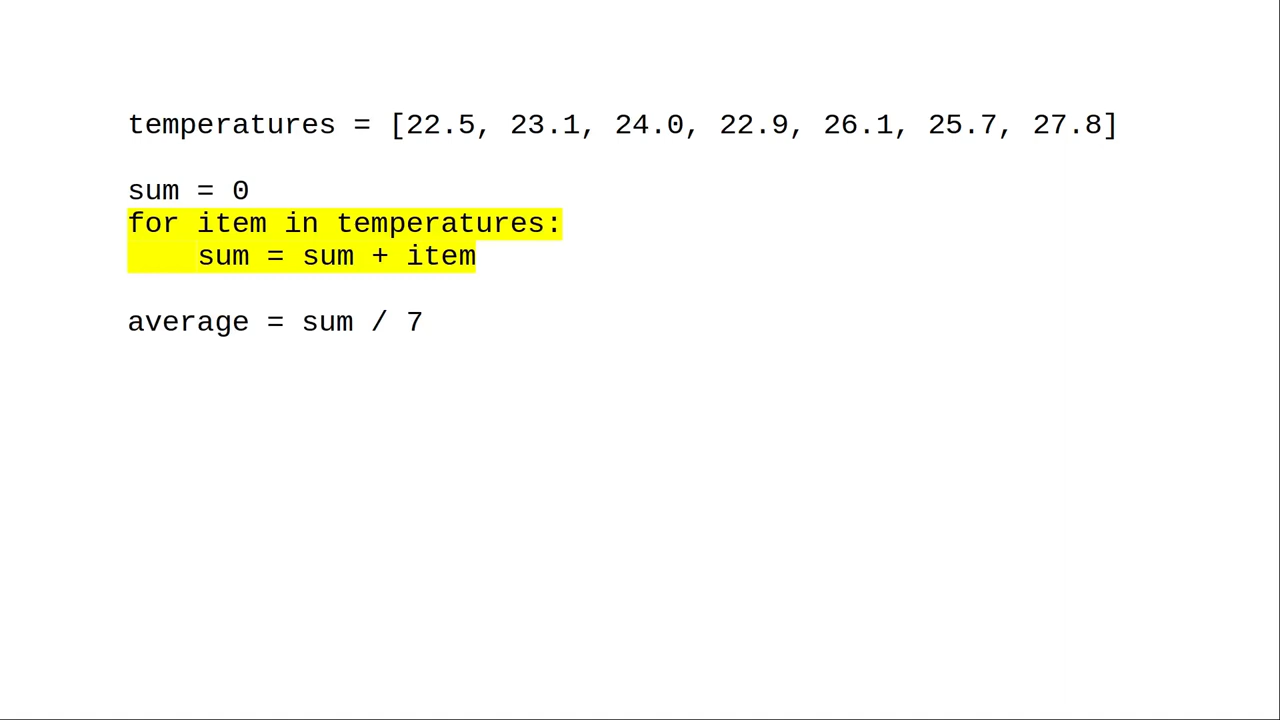 temperatures = [22.5, 23.1, 24.0, 22.9, 26.1, 25.7, 27.8]
sum = 0
for item in temperatures:
    sum = sum + item
average = sum / 7